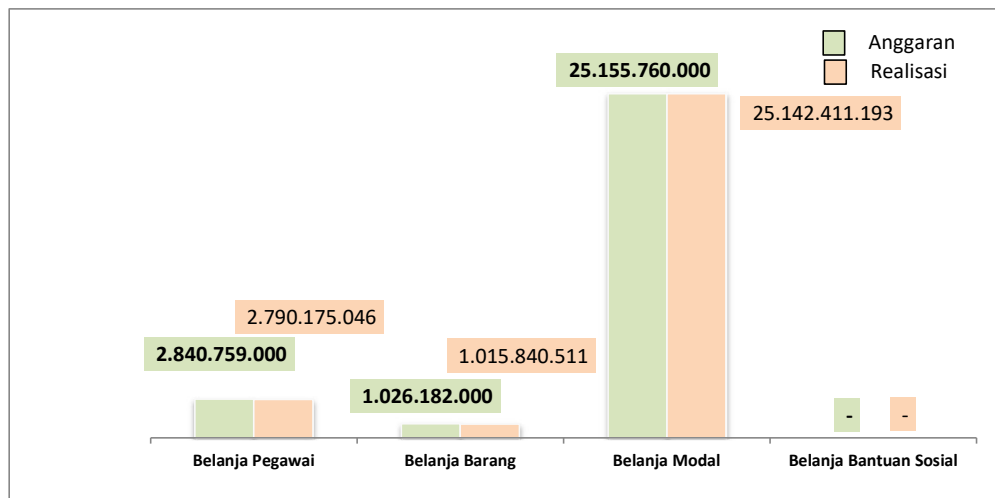 Anggaran
Realisasi
25.155.760.000
25.142.411.193
2.790.175.046
2.840.759.000
1.015.840.511
1.026.182.000
-
-
Belanja Pegawai
Belanja Barang
Belanja Modal
Belanja Bantuan Sosial